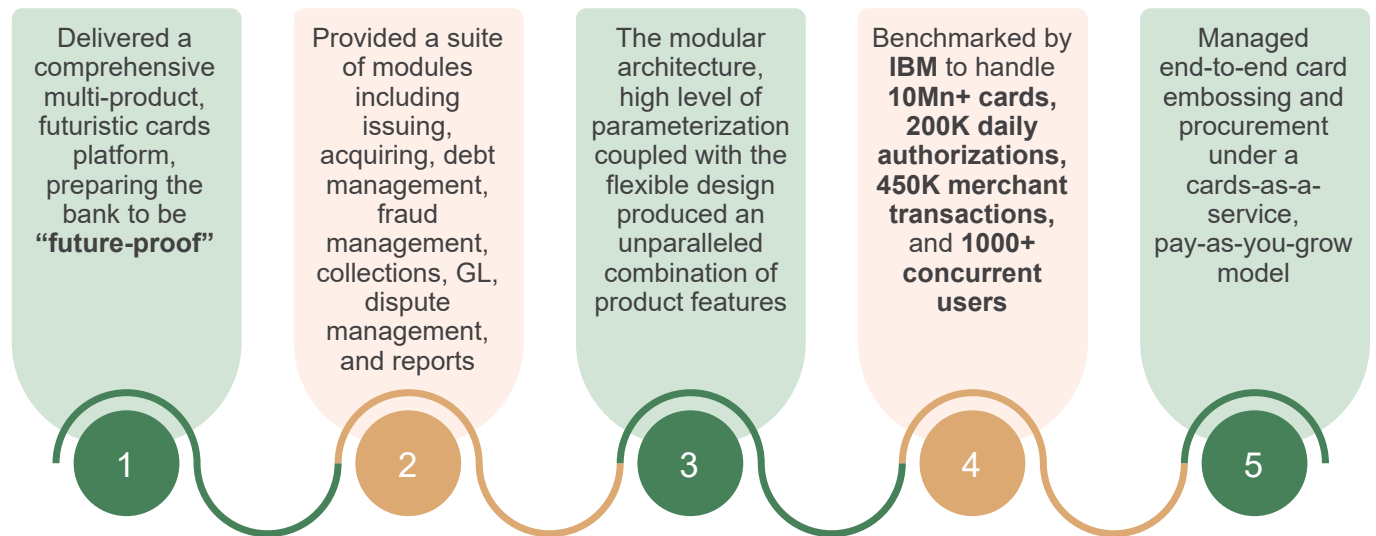 Delivered a
comprehensive
multi-product,
futuristic cards
platform,
preparing the
bank to be
“future-proof”
1
Provided a suite
of modules
including
issuing,
acquiring, debt
management,
fraud
management,
collections, GL,
dispute
management,
and reports
2
The modular
architecture,
high level of
parameterization
coupled with the
flexible design
produced an
unparalleled
combination of
product features
3
Benchmarked by
IBM to handle
10Mn+ cards,
200K daily
authorizations,
450K merchant
transactions,
and 1000+
concurrent
users
4
Managed
end-to-end card
embossing and
procurement
under a
cards-as-a-
service,
pay-as-you-grow
model
5